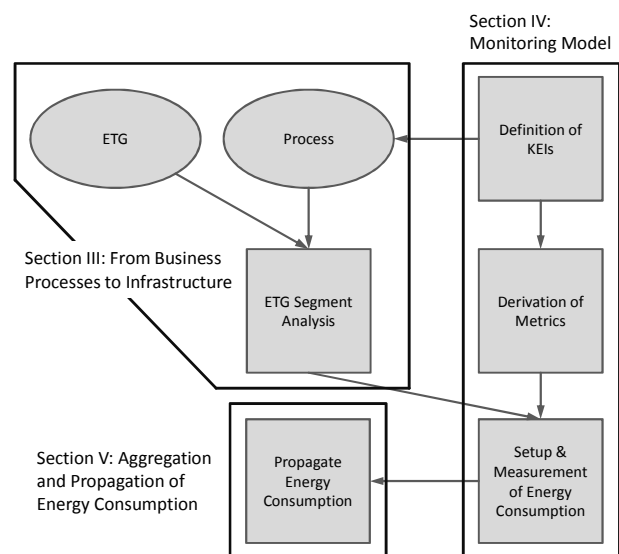 Section IV:
Monitoring Model
ETG
Process
Definition of
KEIs
Section III: From Business
Processes to Infrastructure
ETG Segment
Analysis
Derivation of
Metrics
Section V: Aggregation
and Propagation of
Energy Consumption
Propagate
Energy
Consumption
Setup &
Measurement
of Energy
Consumption